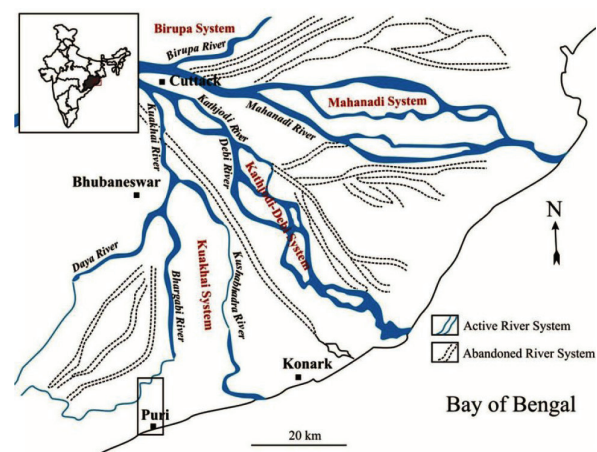 Birupa System
Birupa River
Cuttack
Mahanadi System
Mahanadi River
Kathjodi River
Debi River
Kuakhai River
Kathjodi-Debi System
Bhubaneswar
N
Daya River
Kuakhai System
Bhargabi River
Kushabhadra River
Active River System
Abandoned River System
Konark
Bay of Bengal
Puri
20 km